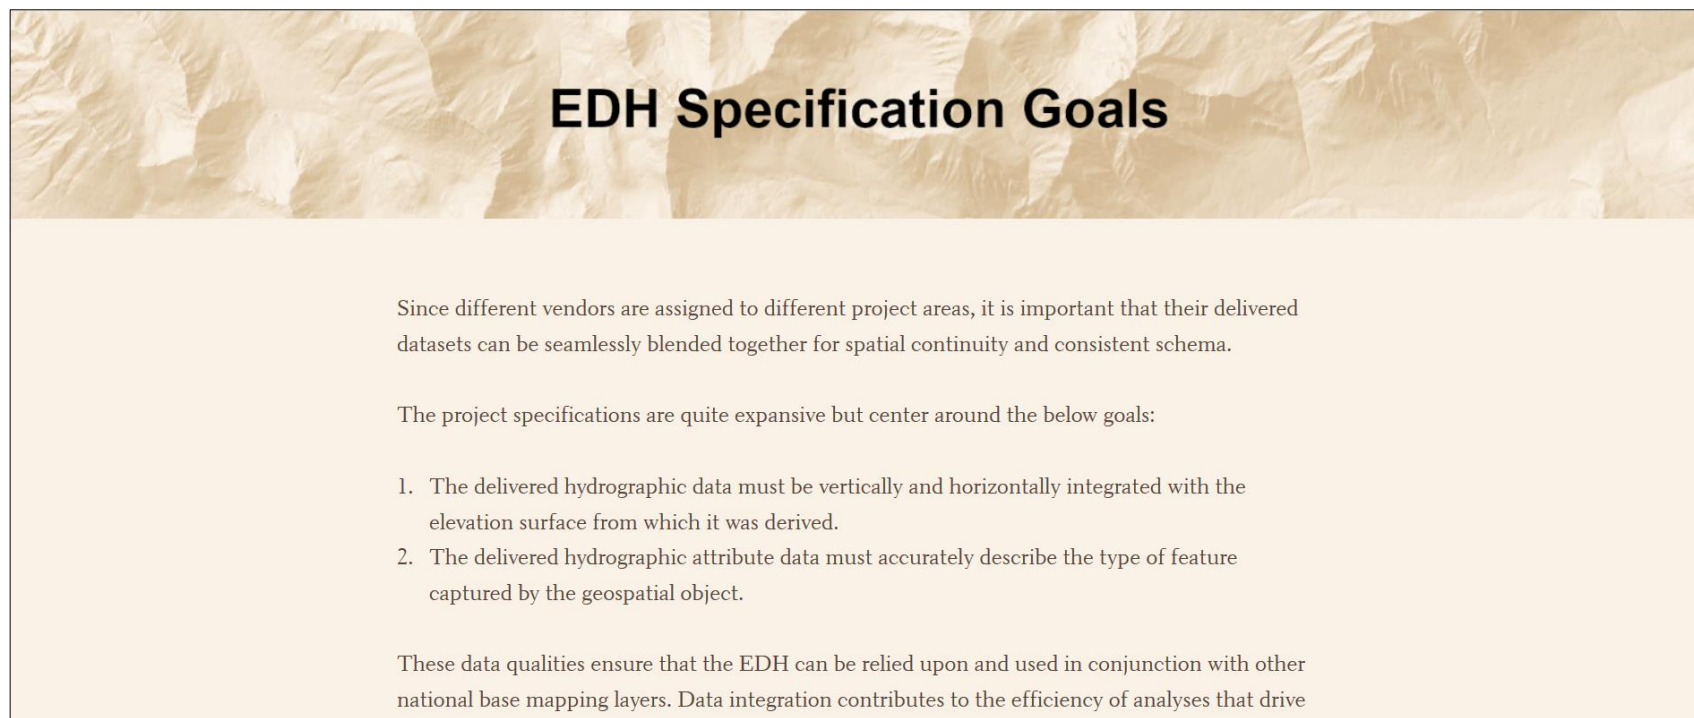 EDH Specification Goals
Since different vendors are assigned to different project areas, it is important that their delivered
datasets can be seamlessly blended together for spatial continuity and consistent schema.
The project specifications are quite expansive but center around the below goals:
1. The delivered hydrographic data must be vertically and horizontally integrated with the
elevation surface from which it was derived.
2. The delivered hydrographic attribute data must accurately describe the type of feature
captured by the geospatial object.
These data qualities ensure that the EDH can be relied upon and used in conjunction with other
national base mapping layers. Data integration contributes to the efficiency of analyses that drive